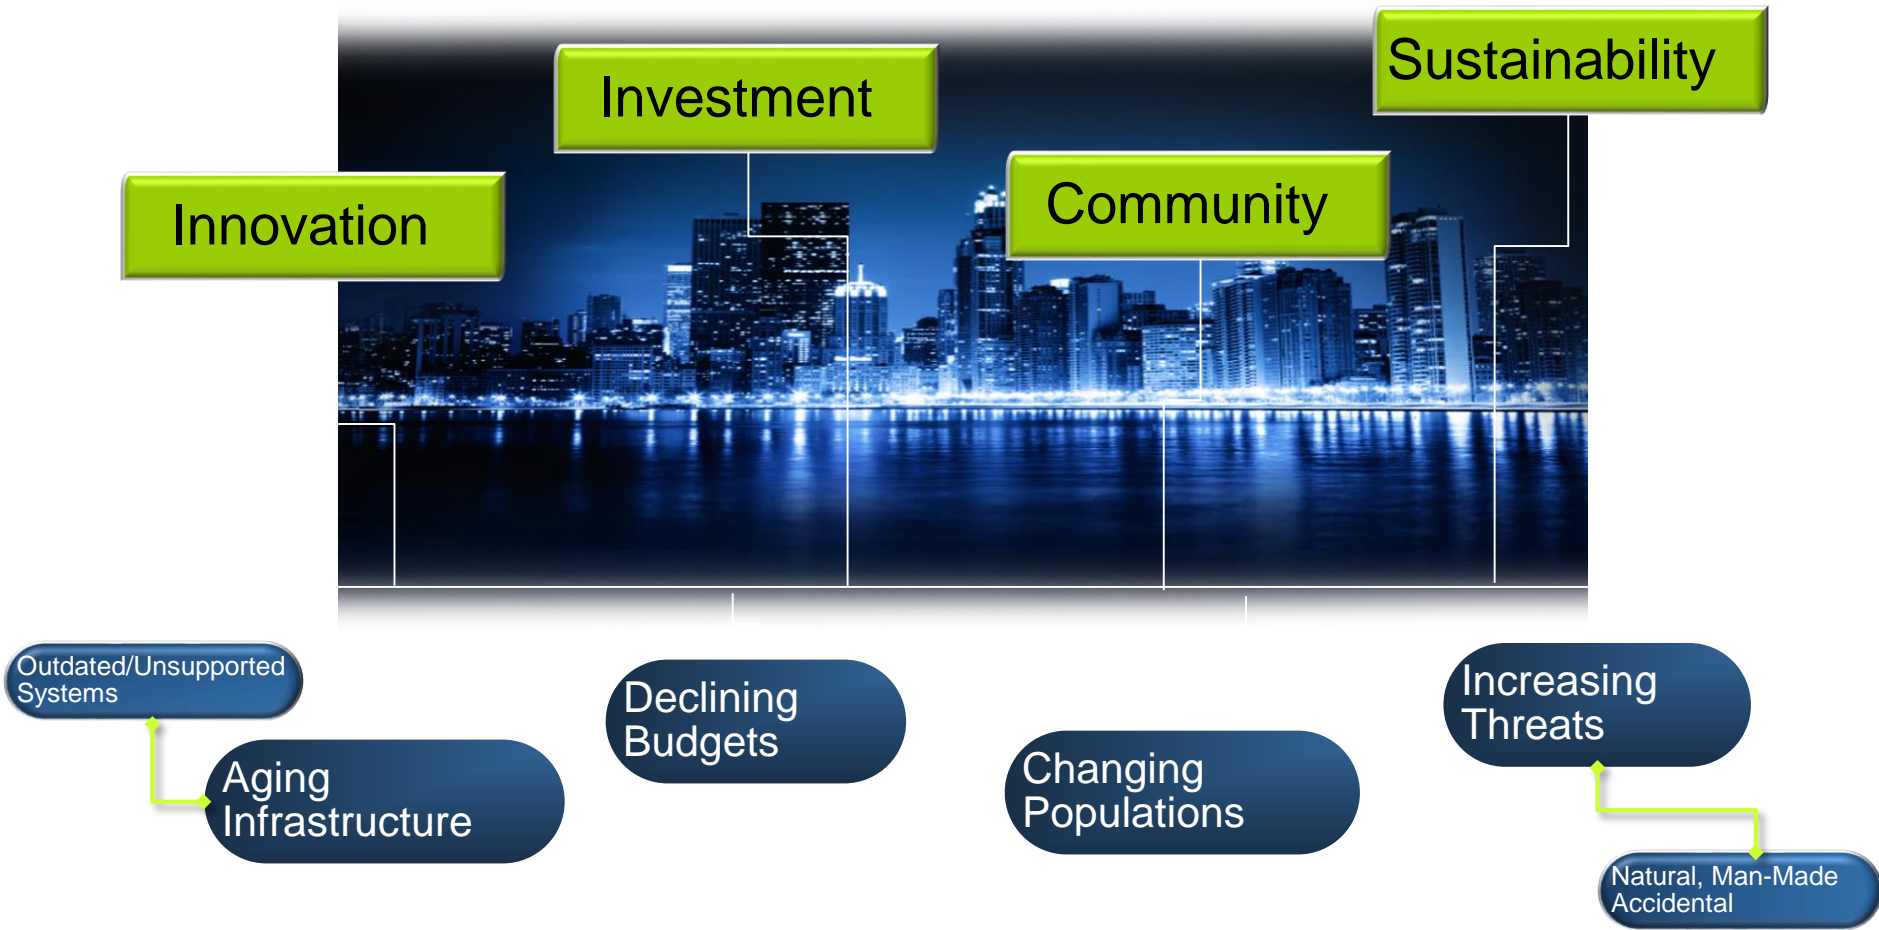 Sustainability
Investment
Community
Innovation
Outdated/Unsupported
Systems
Declining
Budgets
Increasing
Threats
Aging
Infrastructure
Changing
Populations
Natural, Man-Made
Accidental